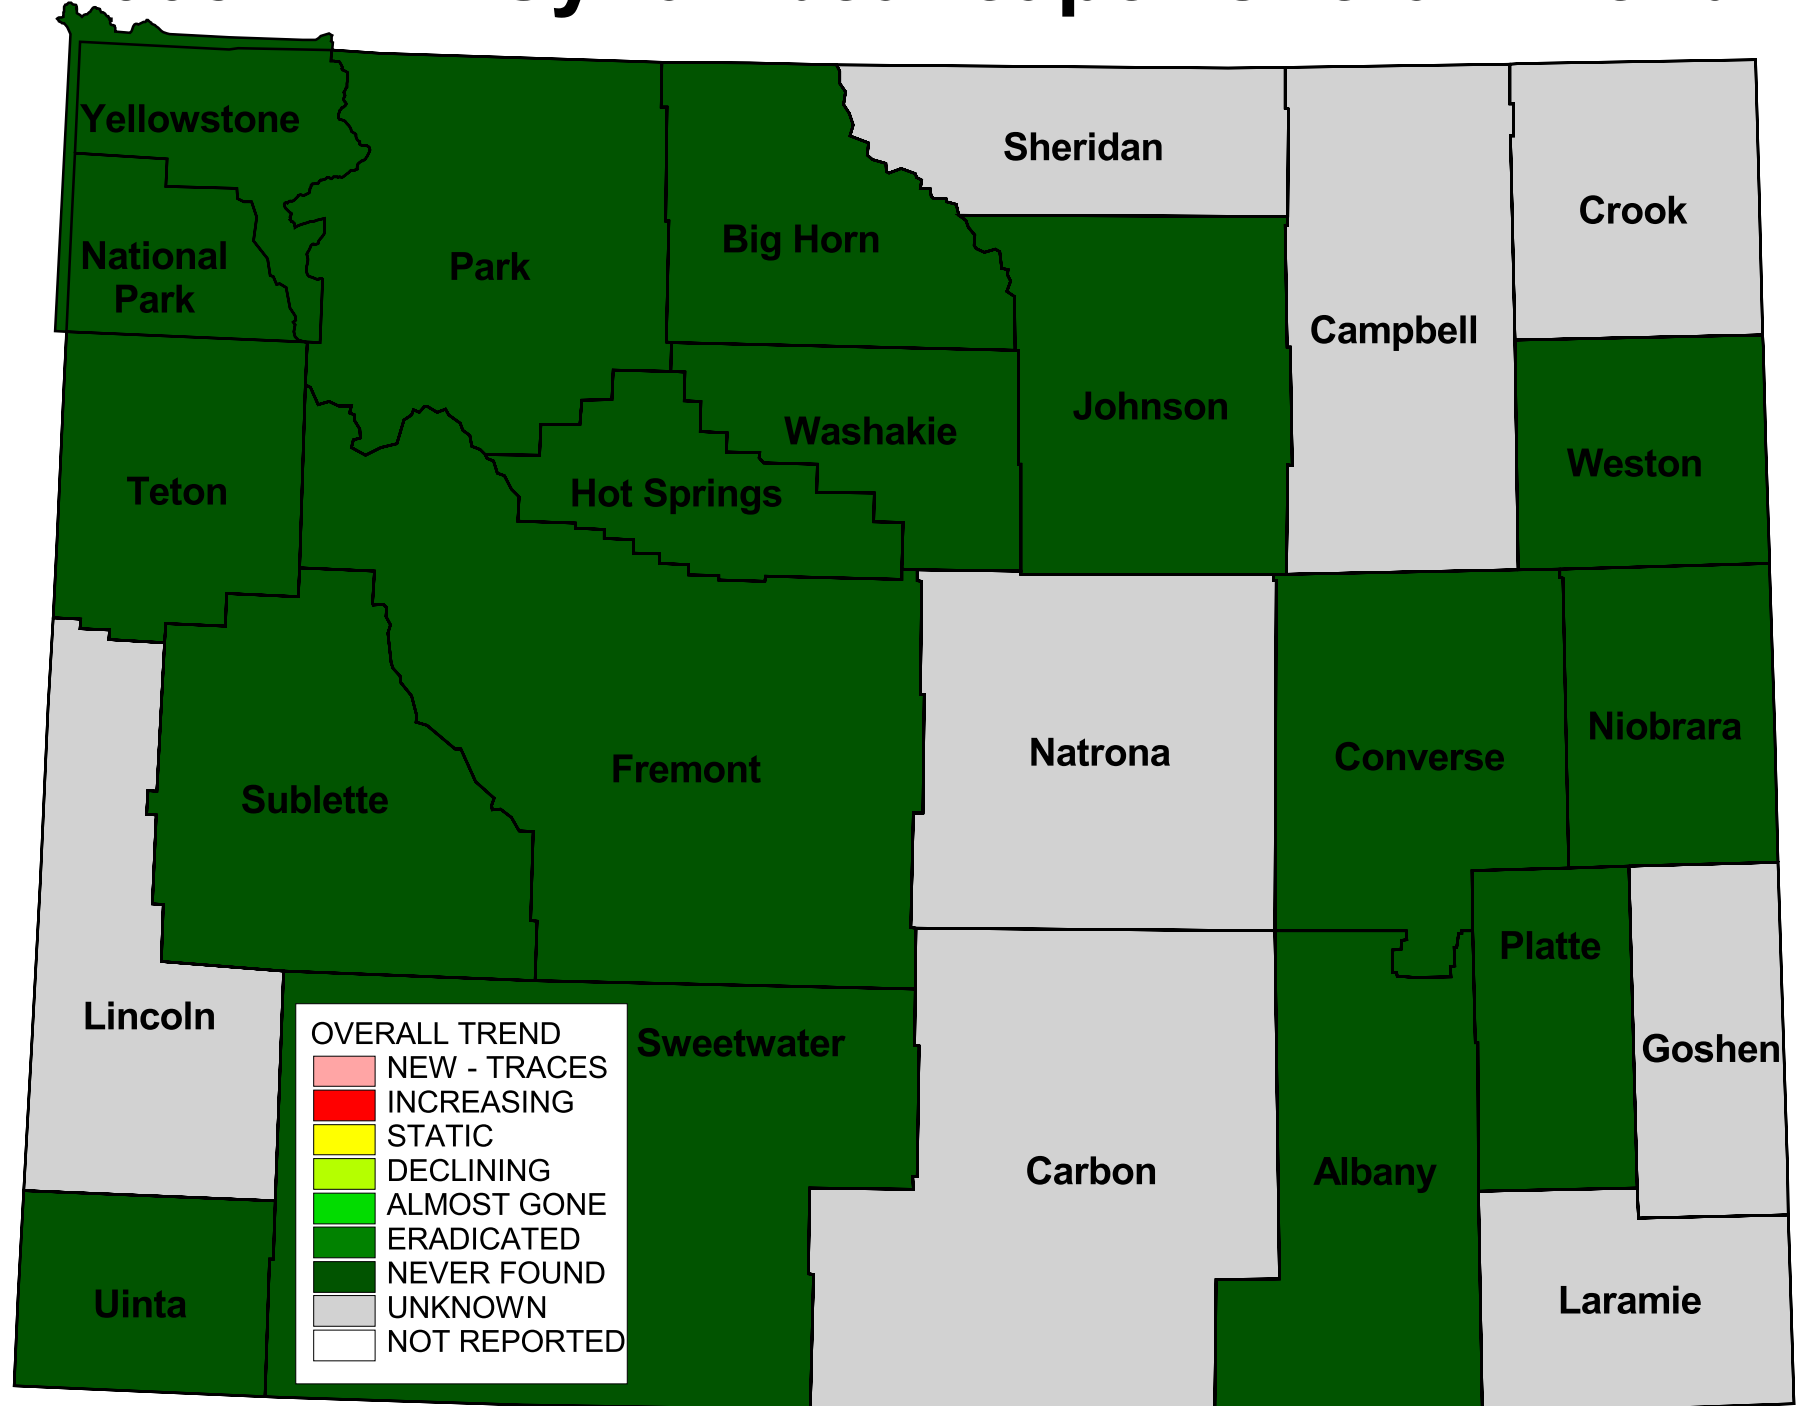 Yellowstone
National
Park
Park
Big Horn
Sheridan
Campbell
Crook
Johnson
Washakie
Hot Springs
Weston
Teton
Sublette
Fremont
Natrona
Converse
Niobrara
Platte
Goshen
Lincoln
Sweetwater
Carbon
Albany
Laramie
Uinta
OVERALL TREND
NEW - TRACES
INCREASING
STATIC
DECLINING
ALMOST GONE
ERADICATED
NEVER FOUND
UNKNOWN
NOT REPORTED